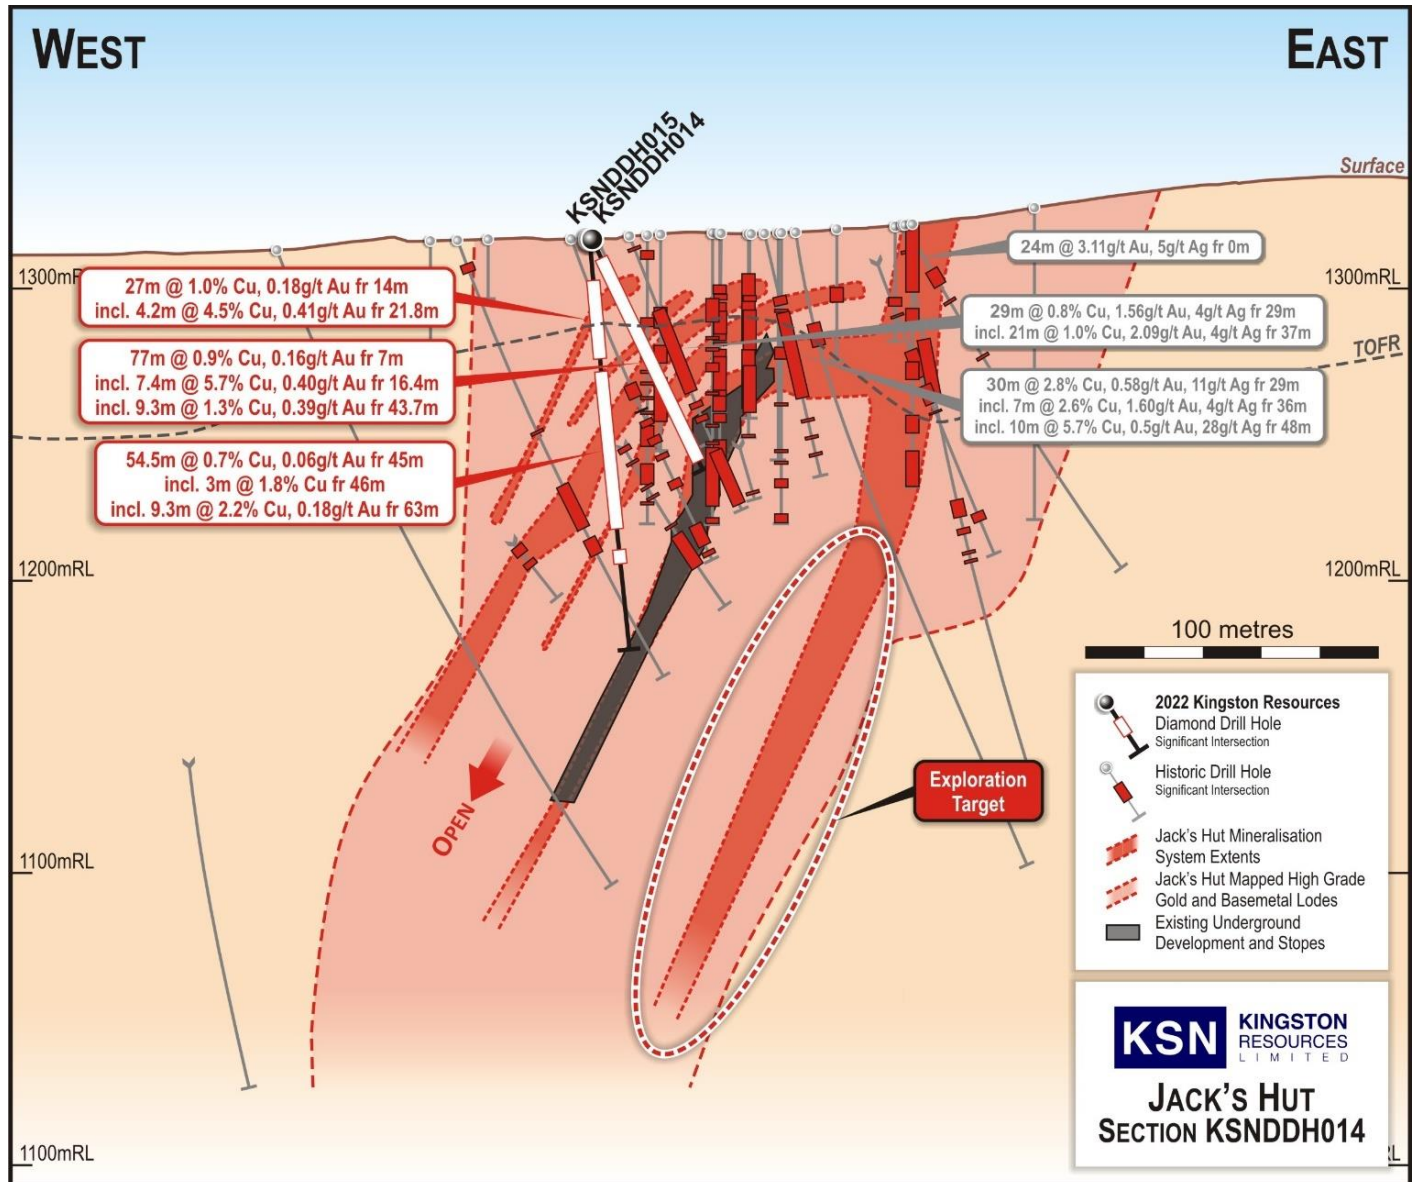 WEST
EAST
KSNDDH015
KSNDDH014
Surface
1300mR
1300mRL
27m @ 1.0% Cu, 0.18g/t Au fr 14m
incl. 4.2m @ 4.5% Cu, 0.41g/t Au fr 21.8m
77m @ 0.9% Cu, 0.16g/t Au fr 7m
incl. 7.4m @ 5.7% Cu, 0.40g/t Au fr 16.4m
incl. 9.3m @ 1.3% Cu, 0.39g/t Au fr 43.7m
54.5m @ 0.7% Cu, 0.06g/t Au fr 45m
incl. 3m @ 1.8% Cu fr 46m
incl. 9.3m @ 2.2% Cu, 0.18g/t Au fr 63m
24m @ 3.11g/t Au, 5g/t Ag fr 0m
29m @ 0.8% Cu, 1.56g/t Au, 4g/t Ag fr 29m
incl. 21m @ 1.0% Cu, 2.09g/t Au, 4g/t Ag fr 37m
TOFR
30m @ 2.8% Cu, 0.58g/t Au, 11g/t Ag fr 29m
incl. 7m @ 2.6% Cu, 1.60g/t Au, 4g/t Ag fr 36m
incl. 10m @ 5.7% Cu, 0.5g/t Au, 28g/t Ag fr 48m
1200mRL
1200mRL
100 metres
OPEN
Exploration
Target
2022 Kingston Resources
Diamond Drill Hole
Significant Intersection
Historic Drill Hole
Significant Intersection
Jack's Hut Mineralisation
System Extents
Jack's Hut Mapped High Grade
Gold and Basemetal Lodes
Existing Underground
Development and Stopes
1100mRL
KSN
KINGSTON
RESOURCES
LIMITED
JACK'S HUT
SECTION KSNDDH014
1100mRL